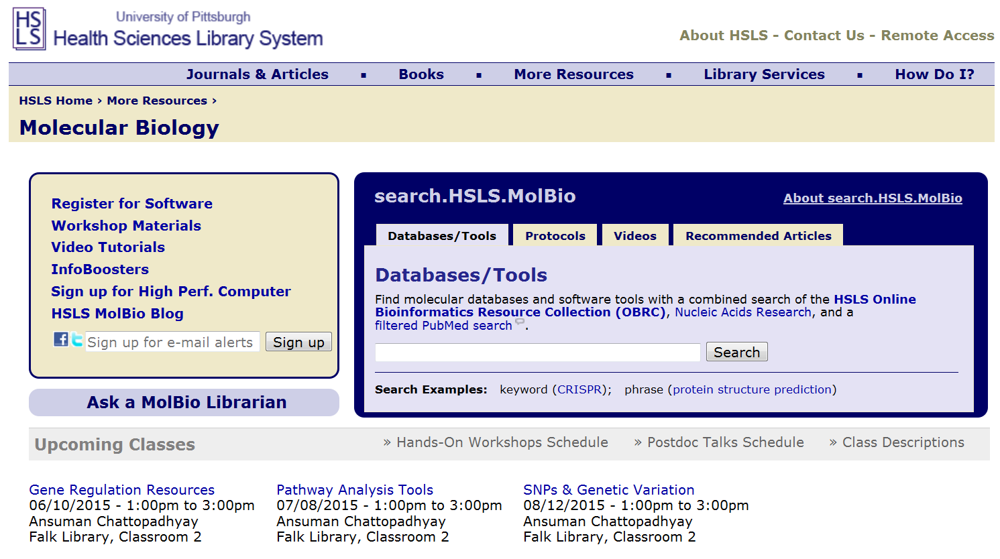 HS
LS
University of Pittsburgh
Health Sciences Library System
About HSLS - Contact Us - Remote Access
Journals & Articles ▪ Books ▪ More Resources ▪ Library Services ▪ How Do I?
HSLS Home › More Resources ›
Molecular Biology
Register for Software
Workshop Materials
Video Tutorials
InfoBoosters
Sign up for High Perf. Computer
HSLS MolBio Blog
f t Sign up for e-mail alerts Sign up
Ask a MolBio Librarian
search.HSLS.MolBio
About search.HSLS.MolBio
Databases/Tools Protocols Videos Recommended Articles
Databases/Tools
Find molecular databases and software tools with a combined search of the HSLS Online
Bioinformatics Resource Collection (OBRC), Nucleic Acids Research, and a
filtered PubMed search .
Search
Search Examples: keyword (CRISPR); phrase (protein structure prediction)
Upcoming Classes » Hands-On Workshops Schedule » Postdoc Talks Schedule » Class Descriptions
Gene Regulation Resources
06/10/2015 - 1:00pm to 3:00pm
Ansuman Chattopadhyay
Falk Library, Classroom 2
Pathway Analysis Tools
07/08/2015 - 1:00pm to 3:00pm
Ansuman Chattopadhyay
Falk Library, Classroom 2
SNPs & Genetic Variation
08/12/2015 - 1:00pm to 3:00pm
Ansuman Chattopadhyay
Falk Library, Classroom 2